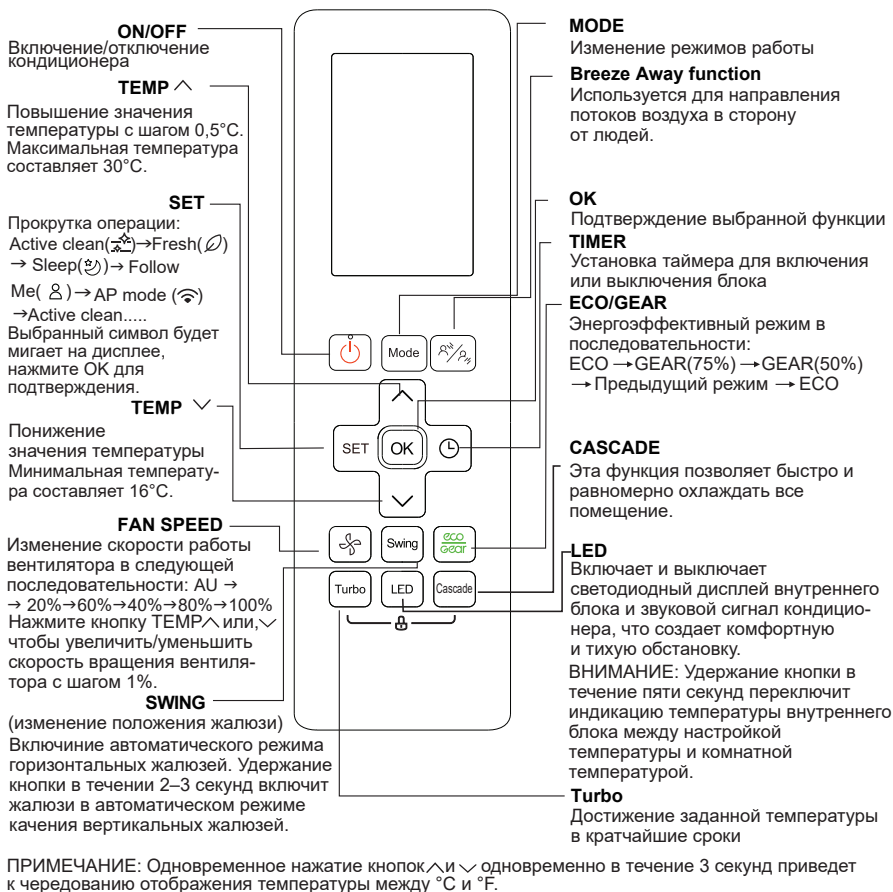 ON/OFF
Включение/отключение
кондиционера
TEMP ︿
Повышение значения
температуры с шагом 0,5°C.
Максимальная температура
составляет 30°C.
SET
Прокрутка операции:
Active clean( )→Fresh( )
→ Sleep( )→ Follow
Me( )→AP mode ( )
→Active clean.....
Выбранный символ будет
мигает на дисплее,
нажмите OK для
подтверждения.
TEMP ﹀
Понижение
значения температуры
Минимальная температу-
ра составляет 16°C.
FAN SPEED
Изменение скорости работы
вентилятора в следующей
последовательности: AU →
→ 20%→60%→40%→80%→100%
Нажмите кнопку TEMP︿или,﹀
чтобы увеличить/уменьшить
скорость вращения вентиля-
тора с шагом 1%.
SWING
(изменение положения жалюзи)
Включиние автоматического режима
горизонтальных жалюзей. Удержание
кнопки в течении 2–3 секунд включит
жалюзи в автоматическом режиме
качения вертикальных жалюзей.
Mode
SET
OK
Swing
eco
Gear
Turbo
LED
Cascade
MODE
Изменение режимов работы
Breeze Away function
Используется для направления
потоков воздуха в сторону
от людей.
OK
Подтверждение выбранной функции
TIMER
Установка таймера для включения
или выключения блока
ECO/GEAR
Энергоэффективный режим в
последовательности:
ECO →GEAR(75%) →GEAR(50%)
→ Предыдущий режим → ECO
CASCADE
Эта функция позволяет быстро и
равномерно охлаждать все
помещение.
LED
Включает и выключает
светодиодный дисплей внутреннего
блока и звуковой сигнал кондицио-
нера, что создает комфортную
и тихую обстановку.
ВНИМАНИЕ: Удержание кнопки в
течение пяти секунд переключит
индикацию температуры внутреннего
блока между настройкой
температуры и комнатной
температурой.
Turbo
Достижение заданной температуры
в кратчайшие сроки
ПРИМЕЧАНИЕ: Одновременное нажатие кнопок︿и﹀одновременно в течение 3 секунд приведет
к чередованию отображения температуры между °C и °F.